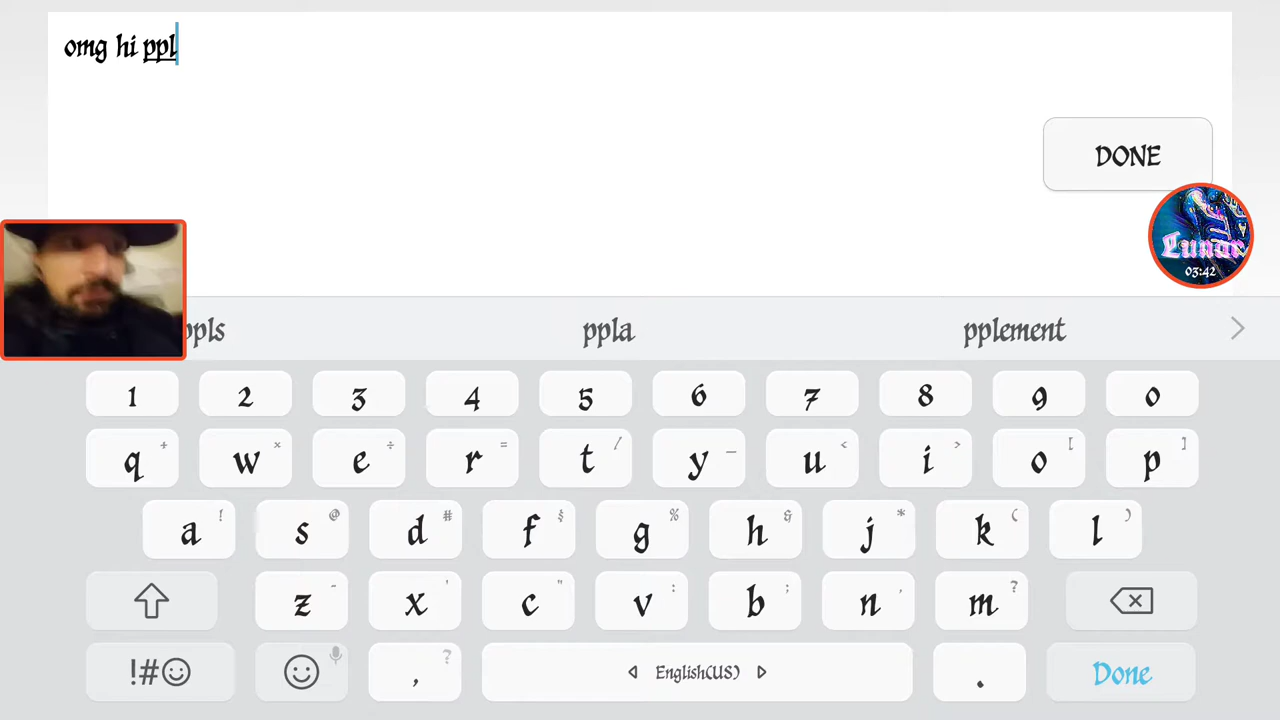 omg hi ppl
DONE
Lunar
03:42
ppls
ppla
pplement
1 2 3 4 5 6 7 8 9 0
q + w × e ÷ r = t / y _ u < i > o [ p ]
a ! s @ d # f $ g % h & j * k ( l )
z - x ' c " v : b ; n , m ?
!#☺ , ? English(US) . Done